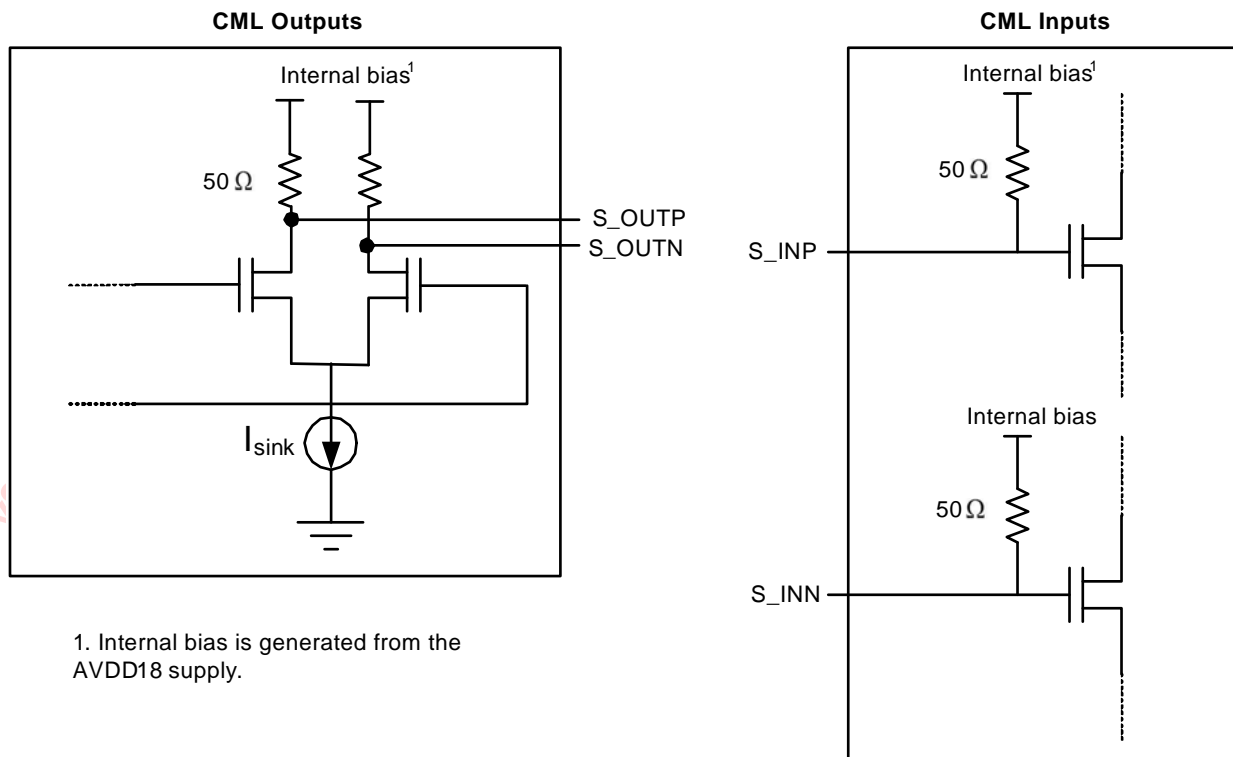 CML Outputs
Internal bias1
50 Ω
S_OUTP
S_OUTN
Isink
1. Internal bias is generated from the
AVDD18 supply.
CML Inputs
Internal bias1
50 Ω
S_INP
Internal bias
50 Ω
S_INN